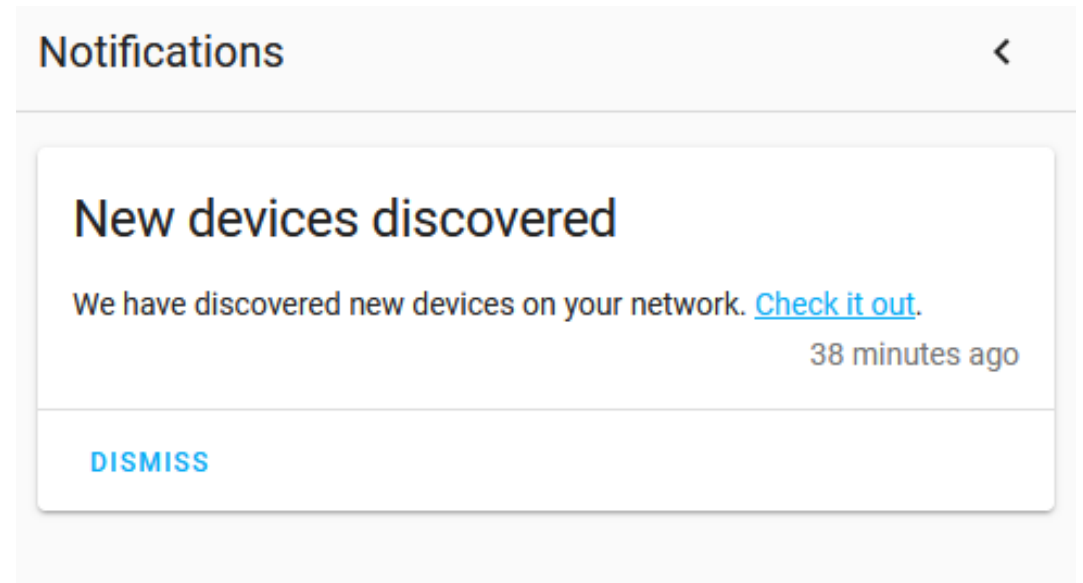 Notifications
New devices discovered
We have discovered new devices on your network. Check it out.
38 minutes ago
DISMISS